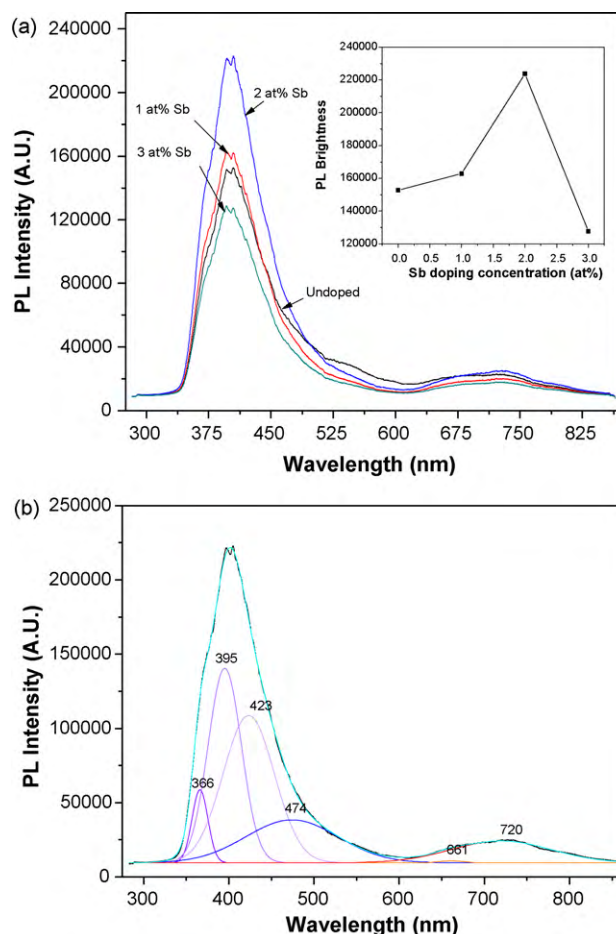 (a)
240000
200000
160000
120000
80000
40000
0
PL Intensity (A.U.)
300 375 450 525 600 675 750 825
Wavelength (nm)
2 at% Sb
1 at% Sb
3 at% Sb
Undoped
240000
220000
200000
180000
160000
140000
120000
PL Brightness
0.0 0.5 1.0 1.5 2.0 2.5 3.0
Sb doping concentration (at%)
(b)
250000
200000
150000
100000
50000
0
PL Intensity (A.U.)
395
423
366
474
661
720
300 400 500 600 700 800
Wavelength (nm)